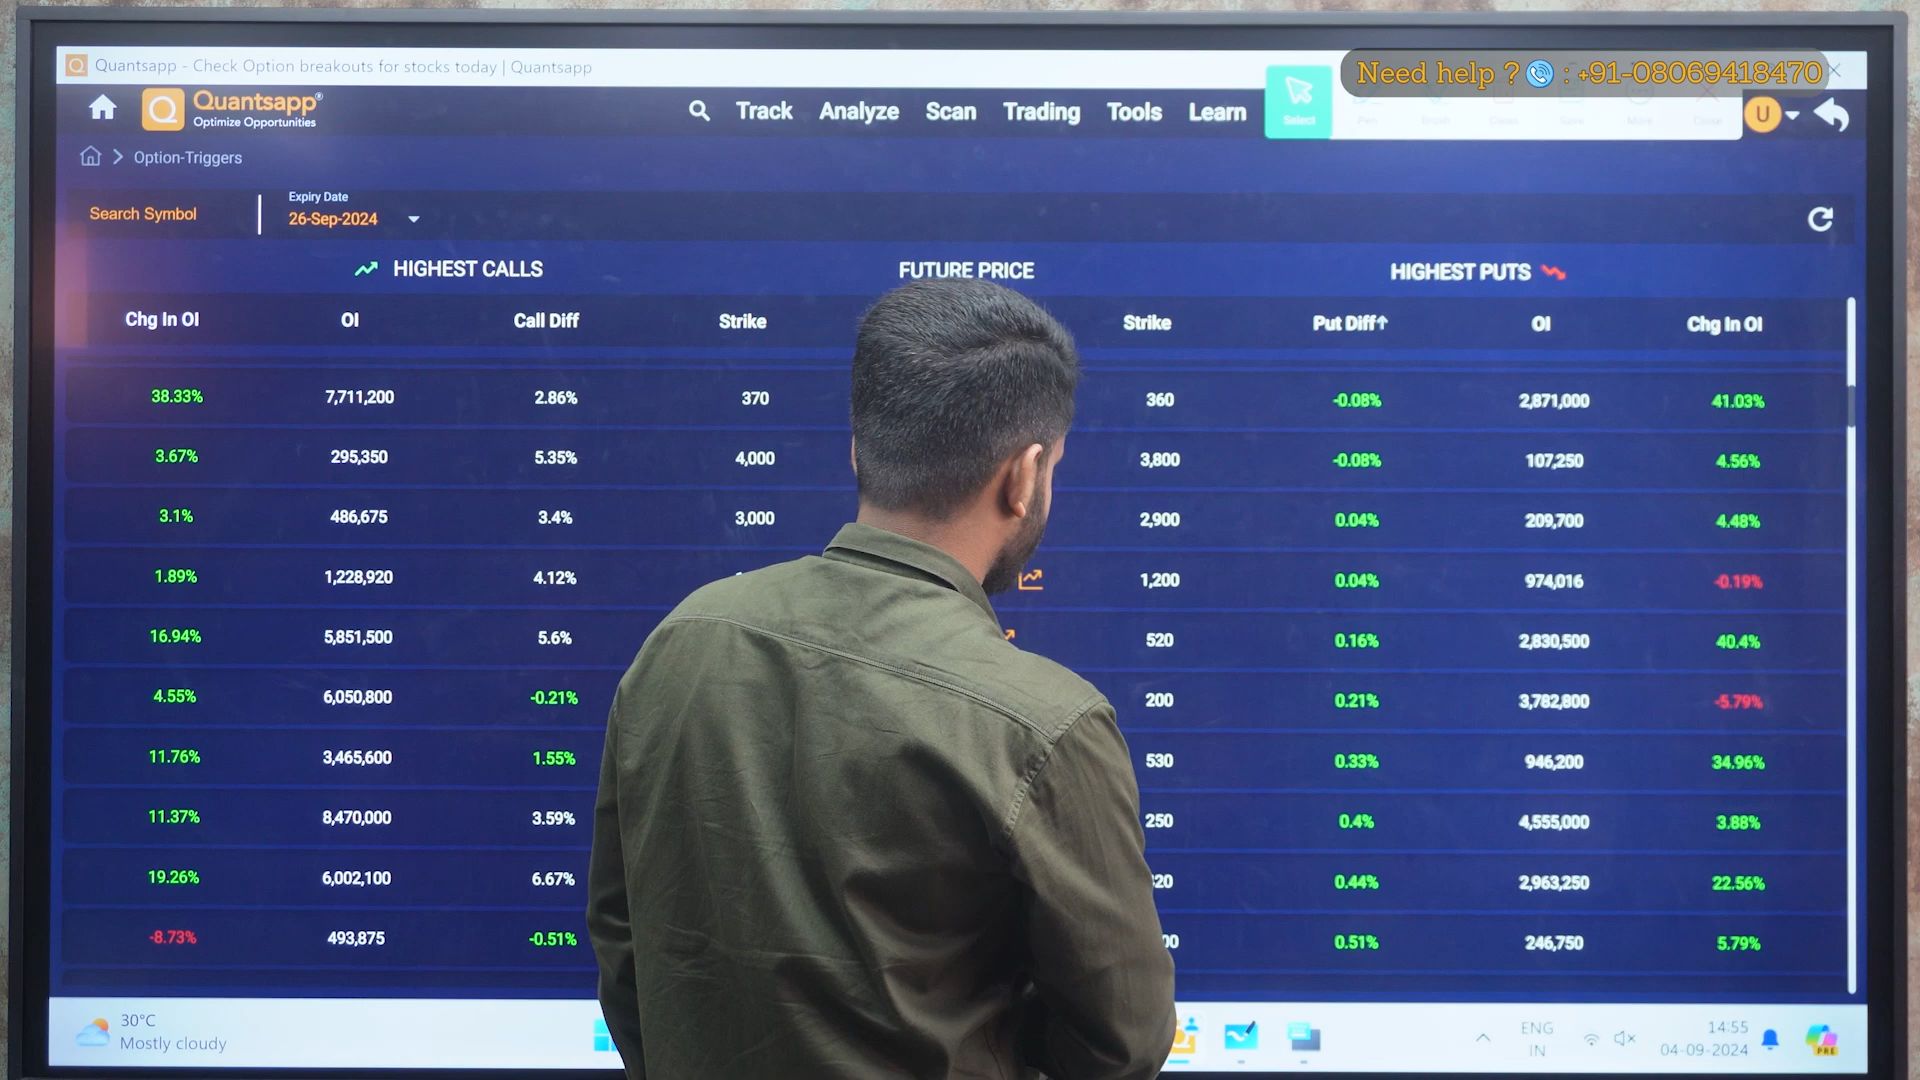 Quantsapp - Check Option breakouts for stocks today | Quantsapp
Need help ? : +91-08069418470
Quantsapp®
Optimize Opportunities
Track Analyze Scan Trading Tools Learn
Select
U
Option-Triggers
Search Symbol
Expiry Date
26-Sep-2024
HIGHEST CALLS FUTURE PRICE HIGHEST PUTS
Chg In OI OI Call Diff Strike Strike Put Diff↑ OI Chg In OI
38.33% 7,711,200 2.86% 370 360 -0.08% 2,871,000 41.03%
3.67% 295,350 5.35% 4,000 3,800 -0.08% 107,250 4.56%
3.1% 486,675 3.4% 3,000 2,900 0.04% 209,700 4.48%
1.89% 1,228,920 4.12% 1,200 0.04% 974,016 -0.19%
16.94% 5,851,500 5.6% 520 0.16% 2,830,500 40.4%
4.55% 6,050,800 -0.21% 200 0.21% 3,782,800 -5.79%
11.76% 3,465,600 1.55% 530 0.33% 946,200 34.96%
11.37% 8,470,000 3.59% 250 0.4% 4,555,000 3.88%
19.26% 6,002,100 6.67% 0.44% 2,963,250 22.56%
-8.73% 493,875 -0.51% 0.51% 246,750 5.79%
30°C
Mostly cloudy
ENG
IN
14:55
04-09-2024
PRE